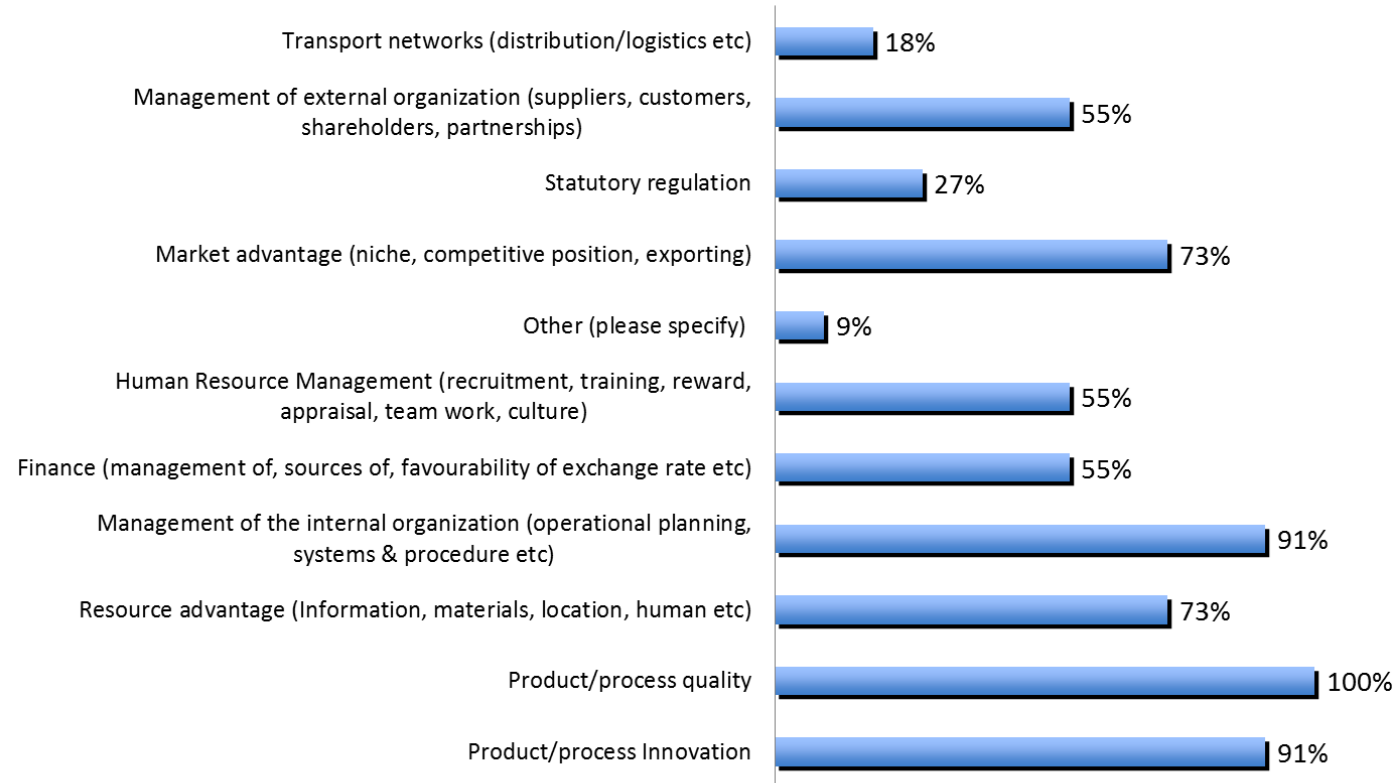 Transport networks (distribution/logistics etc)
18%
Management of external organization (suppliers, customers,
shareholders, partnerships)
55%
Statutory regulation
27%
Market advantage (niche, competitive position, exporting)
73%
Other (please specify)
9%
Human Resource Management (recruitment, training, reward,
appraisal, team work, culture)
55%
Finance (management of, sources of, favourability of exchange rate etc)
55%
Management of the internal organization (operational planning,
systems & procedure etc)
91%
Resource advantage (Information, materials, location, human etc)
73%
Product/process quality
100%
Product/process Innovation
91%